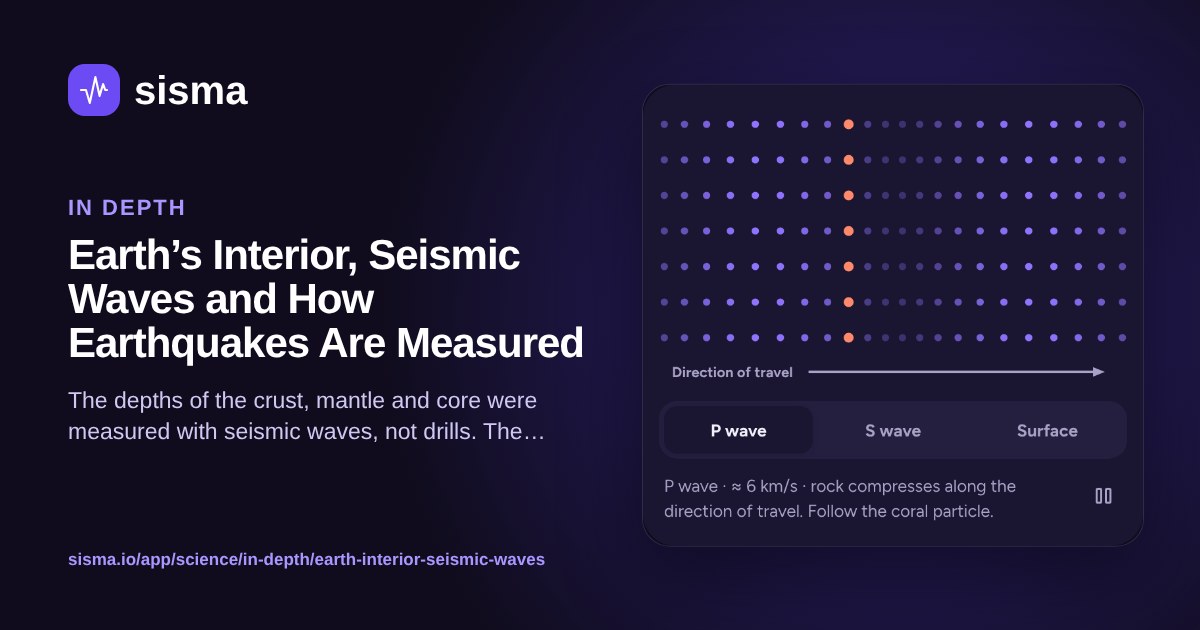 sisma
IN DEPTH
Earth’s Interior, Seismic
Waves and How
Earthquakes Are Measured
The depths of the crust, mantle and core were
measured with seismic waves, not drills. The…
sisma.io/app/science/in-depth/earth-interior-seismic-waves
Direction of travel
P wave
S wave
Surface
P wave · ≈ 6 km/s · rock compresses along the
direction of travel. Follow the coral particle.